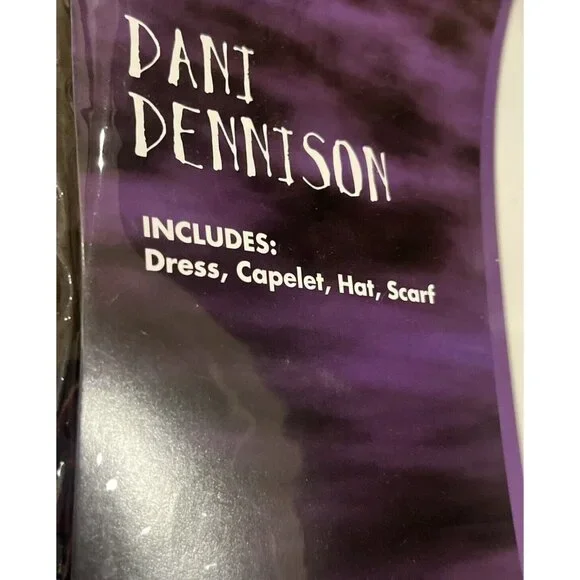 DANI
DENNISON
INCLUDES:
Dress, Capelet, Hat, Scarf